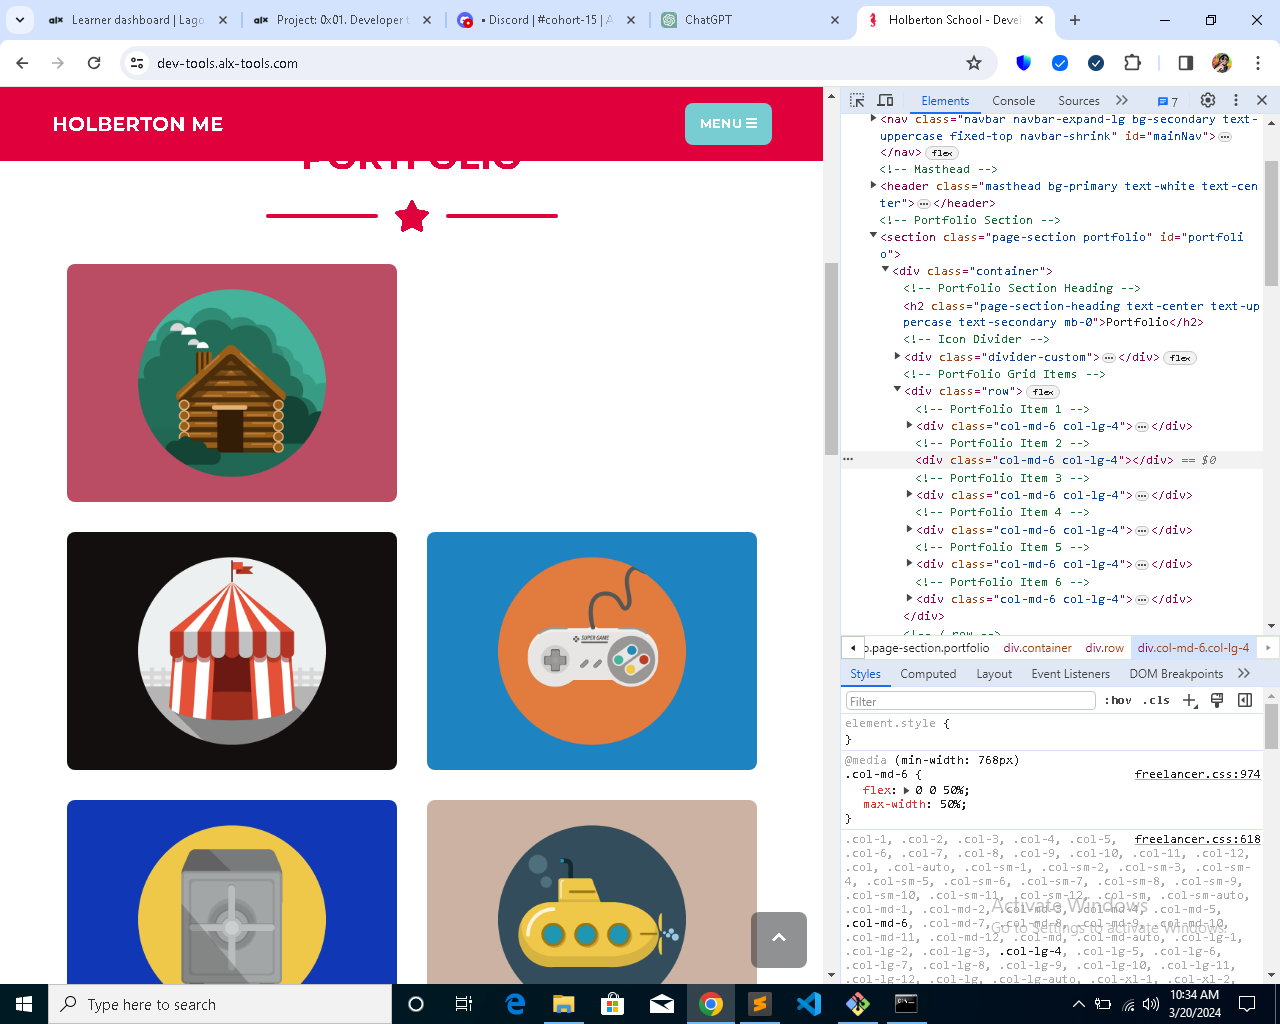 Learner dashboard | Lago
Project: 0x01. Developer t
• Discord | #cohort-15 | A
ChatGPT
Holberton School - Devel
dev-tools.alx-tools.com
HOLBERTON ME
MENU
PORTFOLIO
SUPER GAME
Elements Console Sources 7
<nav class="navbar navbar-expand-lg bg-secondary text-
uppercase fixed-top navbar-shrink" id="mainNav">
</nav> flex
<!-- Masthead -->
<header class="masthead bg-primary text-white text-cen
ter"> </header>
<!-- Portfolio Section -->
<section class="page-section portfolio" id="portfoli
o">
<div class="container">
<!-- Portfolio Section Heading -->
<h2 class="page-section-heading text-center text-up
percase text-secondary mb-0">Portfolio</h2>
<!-- Icon Divider -->
<div class="divider-custom"> </div> flex
<!-- Portfolio Grid Items -->
<div class="row"> flex
<!-- Portfolio Item 1 -->
<div class="col-md-6 col-lg-4"> </div>
<!-- Portfolio Item 2 -->
<div class="col-md-6 col-lg-4"></div> == $0
<!-- Portfolio Item 3 -->
<div class="col-md-6 col-lg-4"> </div>
<!-- Portfolio Item 4 -->
<div class="col-md-6 col-lg-4"> </div>
<!-- Portfolio Item 5 -->
<div class="col-md-6 col-lg-4"> </div>
<!-- Portfolio Item 6 -->
<div class="col-md-6 col-lg-4"> </div>
</div>
<!-- /.row -->
o.page-section.portfolio div.container div.row div.col-md-6.col-lg-4
Styles Computed Layout Event Listeners DOM Breakpoints
Filter :hov .cls
element.style {
}
@media (min-width: 768px)
.col-md-6 { freelancer.css:974
flex: 0 0 50%;
max-width: 50%;
}
.col-1, .col-2, .col-3, .col-4, .col-5, freelancer.css:618
.col-6, .col-7, .col-8, .col-9, .col-10, .col-11, .col-12,
.col, .col-auto, .col-sm-1, .col-sm-2, .col-sm-3, .col-sm-
4, .col-sm-5, .col-sm-6, .col-sm-7, .col-sm-8, .col-sm-9,
.col-sm-10, .col-sm-11, .col-sm-12, .col-sm, .col-sm-auto,
.col-md-1, .col-md-2, .col-md-3, .col-md-4, .col-md-5,
.col-md-6, .col-md-7, .col-md-8, .col-md-9, .col-md-10,
.col-md-11, .col-md-12, .col-md, .col-md-auto, .col-lg-1,
.col-lg-2, .col-lg-3, .col-lg-4, .col-lg-5, .col-lg-6,
.col-lg-7, .col-lg-8, .col-lg-9, .col-lg-10, .col-lg-11,
.col-lg-12, .col-lg, .col-lg-auto, .col-xl-1, .col-xl-2,
Activate Windows
Go to Settings to activate Windows.
Type here to search
10:34 AM
3/20/2024